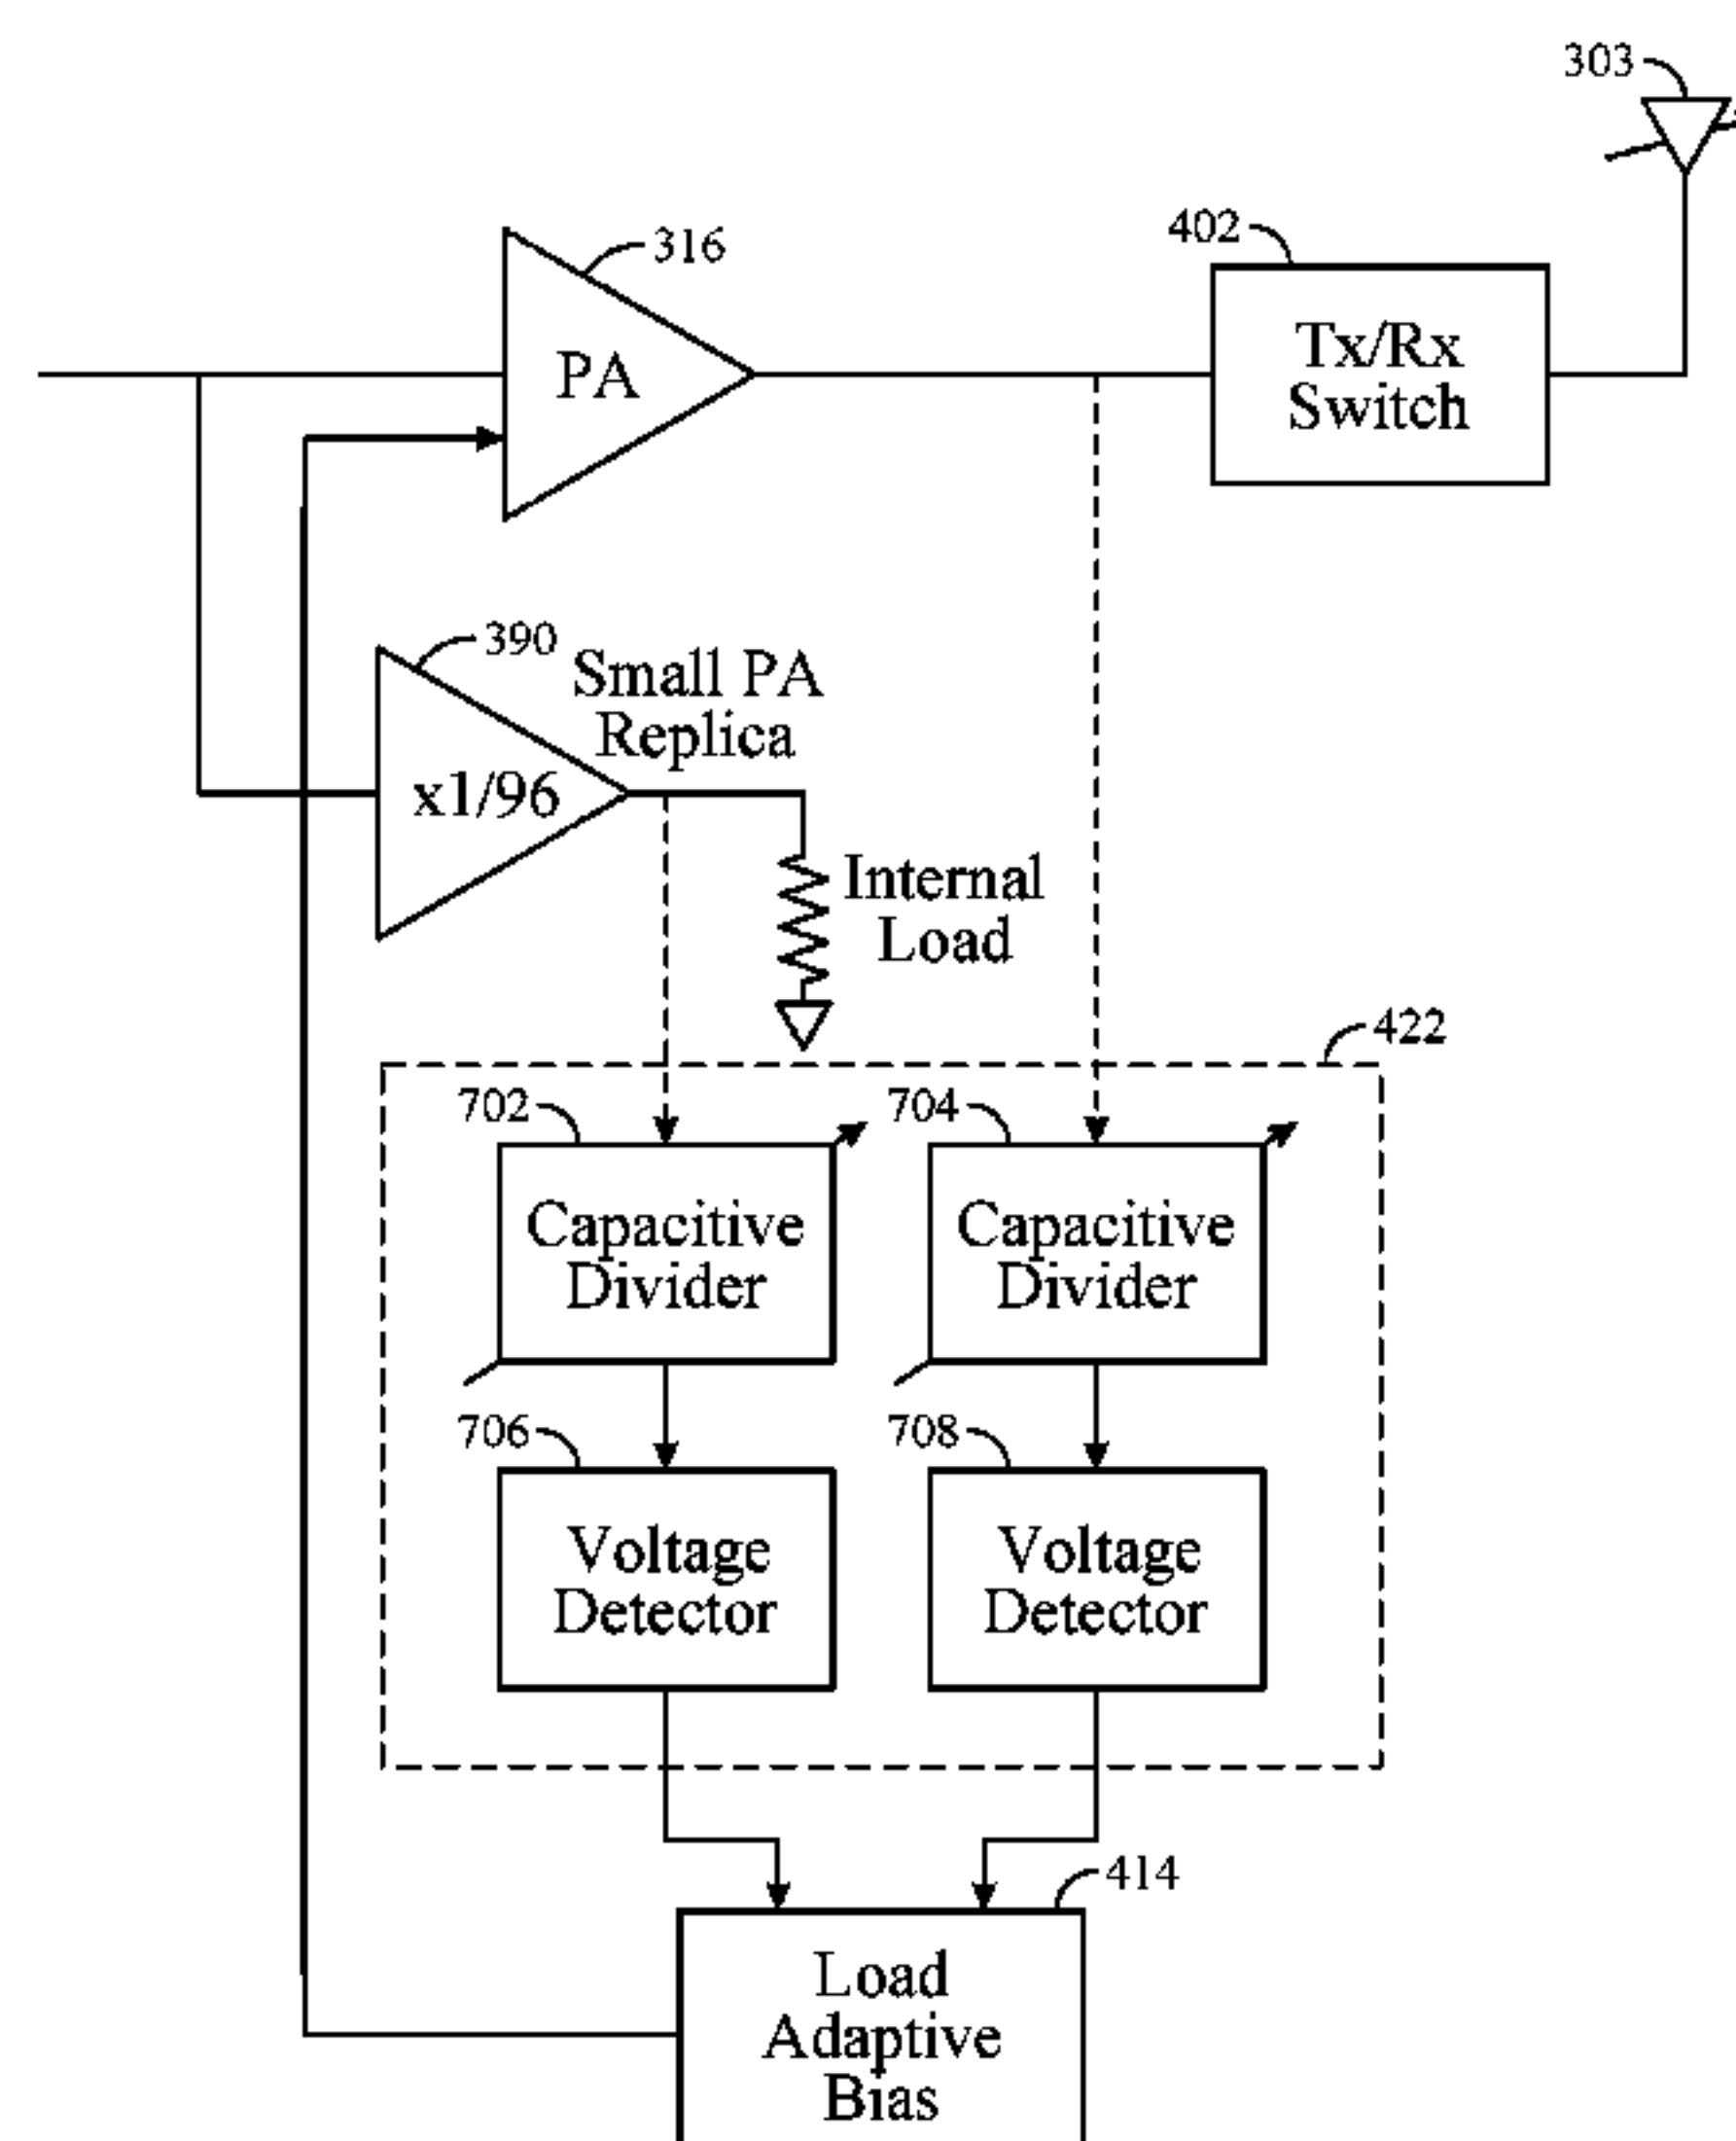 303
316
402
PA
Tx/Rx
Switch
390
Small PA
Replica
x1/96
Internal
Load
422
702
704
Capacitive
Divider
Capacitive
Divider
706
708
Voltage
Detector
Voltage
Detector
414
Load
Adaptive
Bias